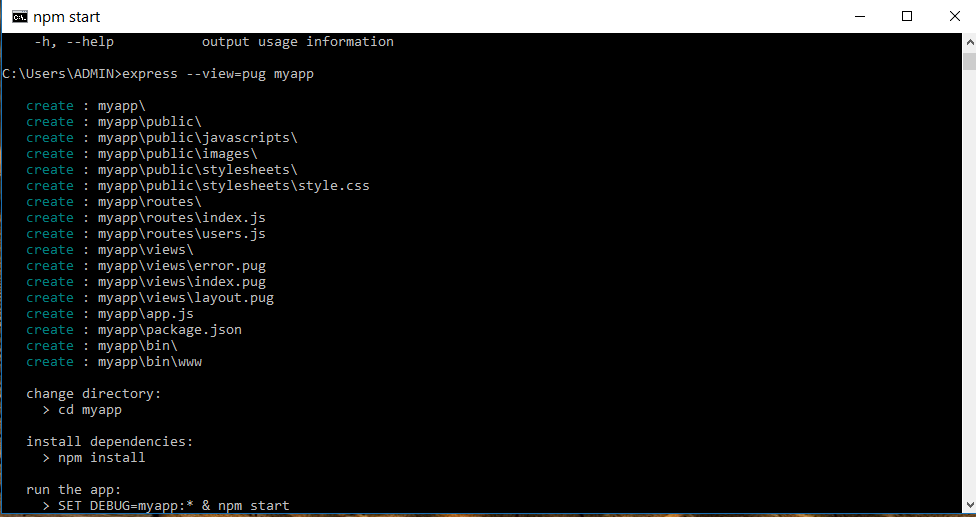 npm start
-h, --help output usage information
C:\Users\ADMIN>express --view=pug myapp
create : myapp\
create : myapp\public\
create : myapp\public\javascripts\
create : myapp\public\images\
create : myapp\public\stylesheets\
create : myapp\public\stylesheets\style.css
create : myapp\routes\
create : myapp\routes\index.js
create : myapp\routes\users.js
create : myapp\views\
create : myapp\views\error.pug
create : myapp\views\index.pug
create : myapp\views\layout.pug
create : myapp\app.js
create : myapp\package.json
create : myapp\bin\
create : myapp\bin\www
change directory:
> cd myapp
install dependencies:
> npm install
run the app:
> SET DEBUG=myapp:* & npm start